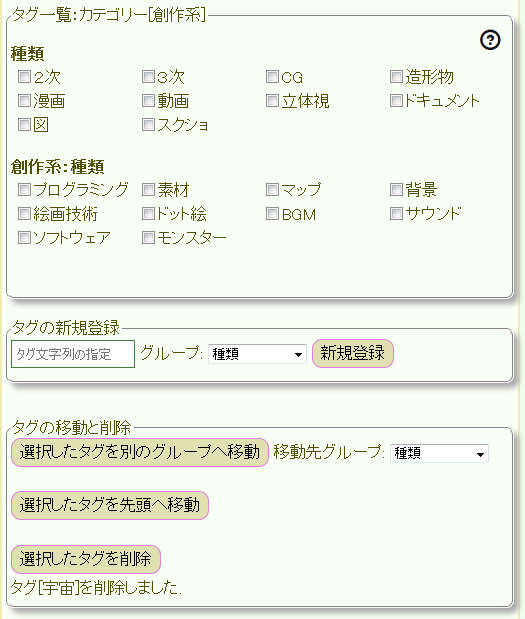 タグ一覧:カテゴリー[創作系]
?
種類
２次 ３次 CG 造形物
漫画 動画 立体視 ドキュメント
図 スクショ
創作系：種類
プログラミング 素材 マップ 背景
絵画技術 ドット絵 BGM サウンド
ソフトウェア モンスター
タグの新規登録
タグ文字列の指定 グループ: 種類 新規登録
タグの移動と削除
選択したタグを別のグループへ移動 移動先グループ: 種類
選択したタグを先頭へ移動
選択したタグを削除
タグ[宇宙]を削除しました.